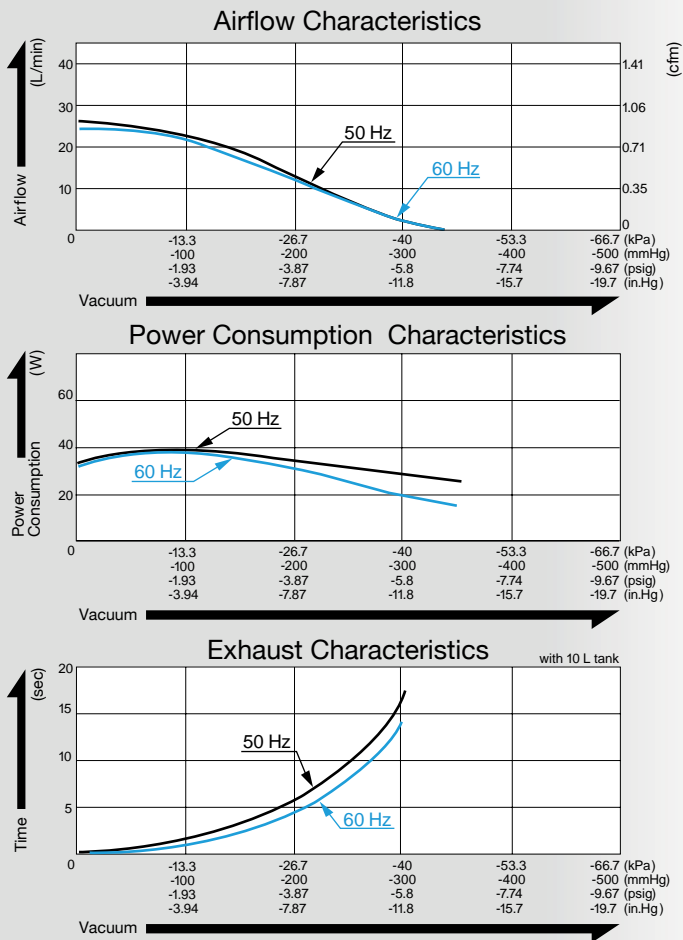 Airflow Characteristics
(L/min)
(cfm)
Airflow
40
30
20
10
0
1.41
1.06
0.71
0.35
0
50 Hz
60 Hz
-13.3 -26.7 -40 -53.3 -66.7 (kPa)
-100 -200 -300 -400 -500 (mmHg)
-1.93 -3.87 -5.8 -7.74 -9.67 (psig)
-3.94 -7.87 -11.8 -15.7 -19.7 (in.Hg)
Vacuum
Power Consumption Characteristics
(W)
Power
Consumption
60
40
20
0
50 Hz
60 Hz
-13.3 -26.7 -40 -53.3 -66.7 (kPa)
-100 -200 -300 -400 -500 (mmHg)
-1.93 -3.87 -5.8 -7.74 -9.67 (psig)
-3.94 -7.87 -11.8 -15.7 -19.7 (in.Hg)
Vacuum
Exhaust Characteristics
with 10 L tank
(sec)
Time
20
15
10
5
0
50 Hz
60 Hz
-13.3 -26.7 -40 -53.3 -66.7 (kPa)
-100 -200 -300 -400 -500 (mmHg)
-1.93 -3.87 -5.8 -7.74 -9.67 (psig)
-3.94 -7.87 -11.8 -15.7 -19.7 (in.Hg)
Vacuum